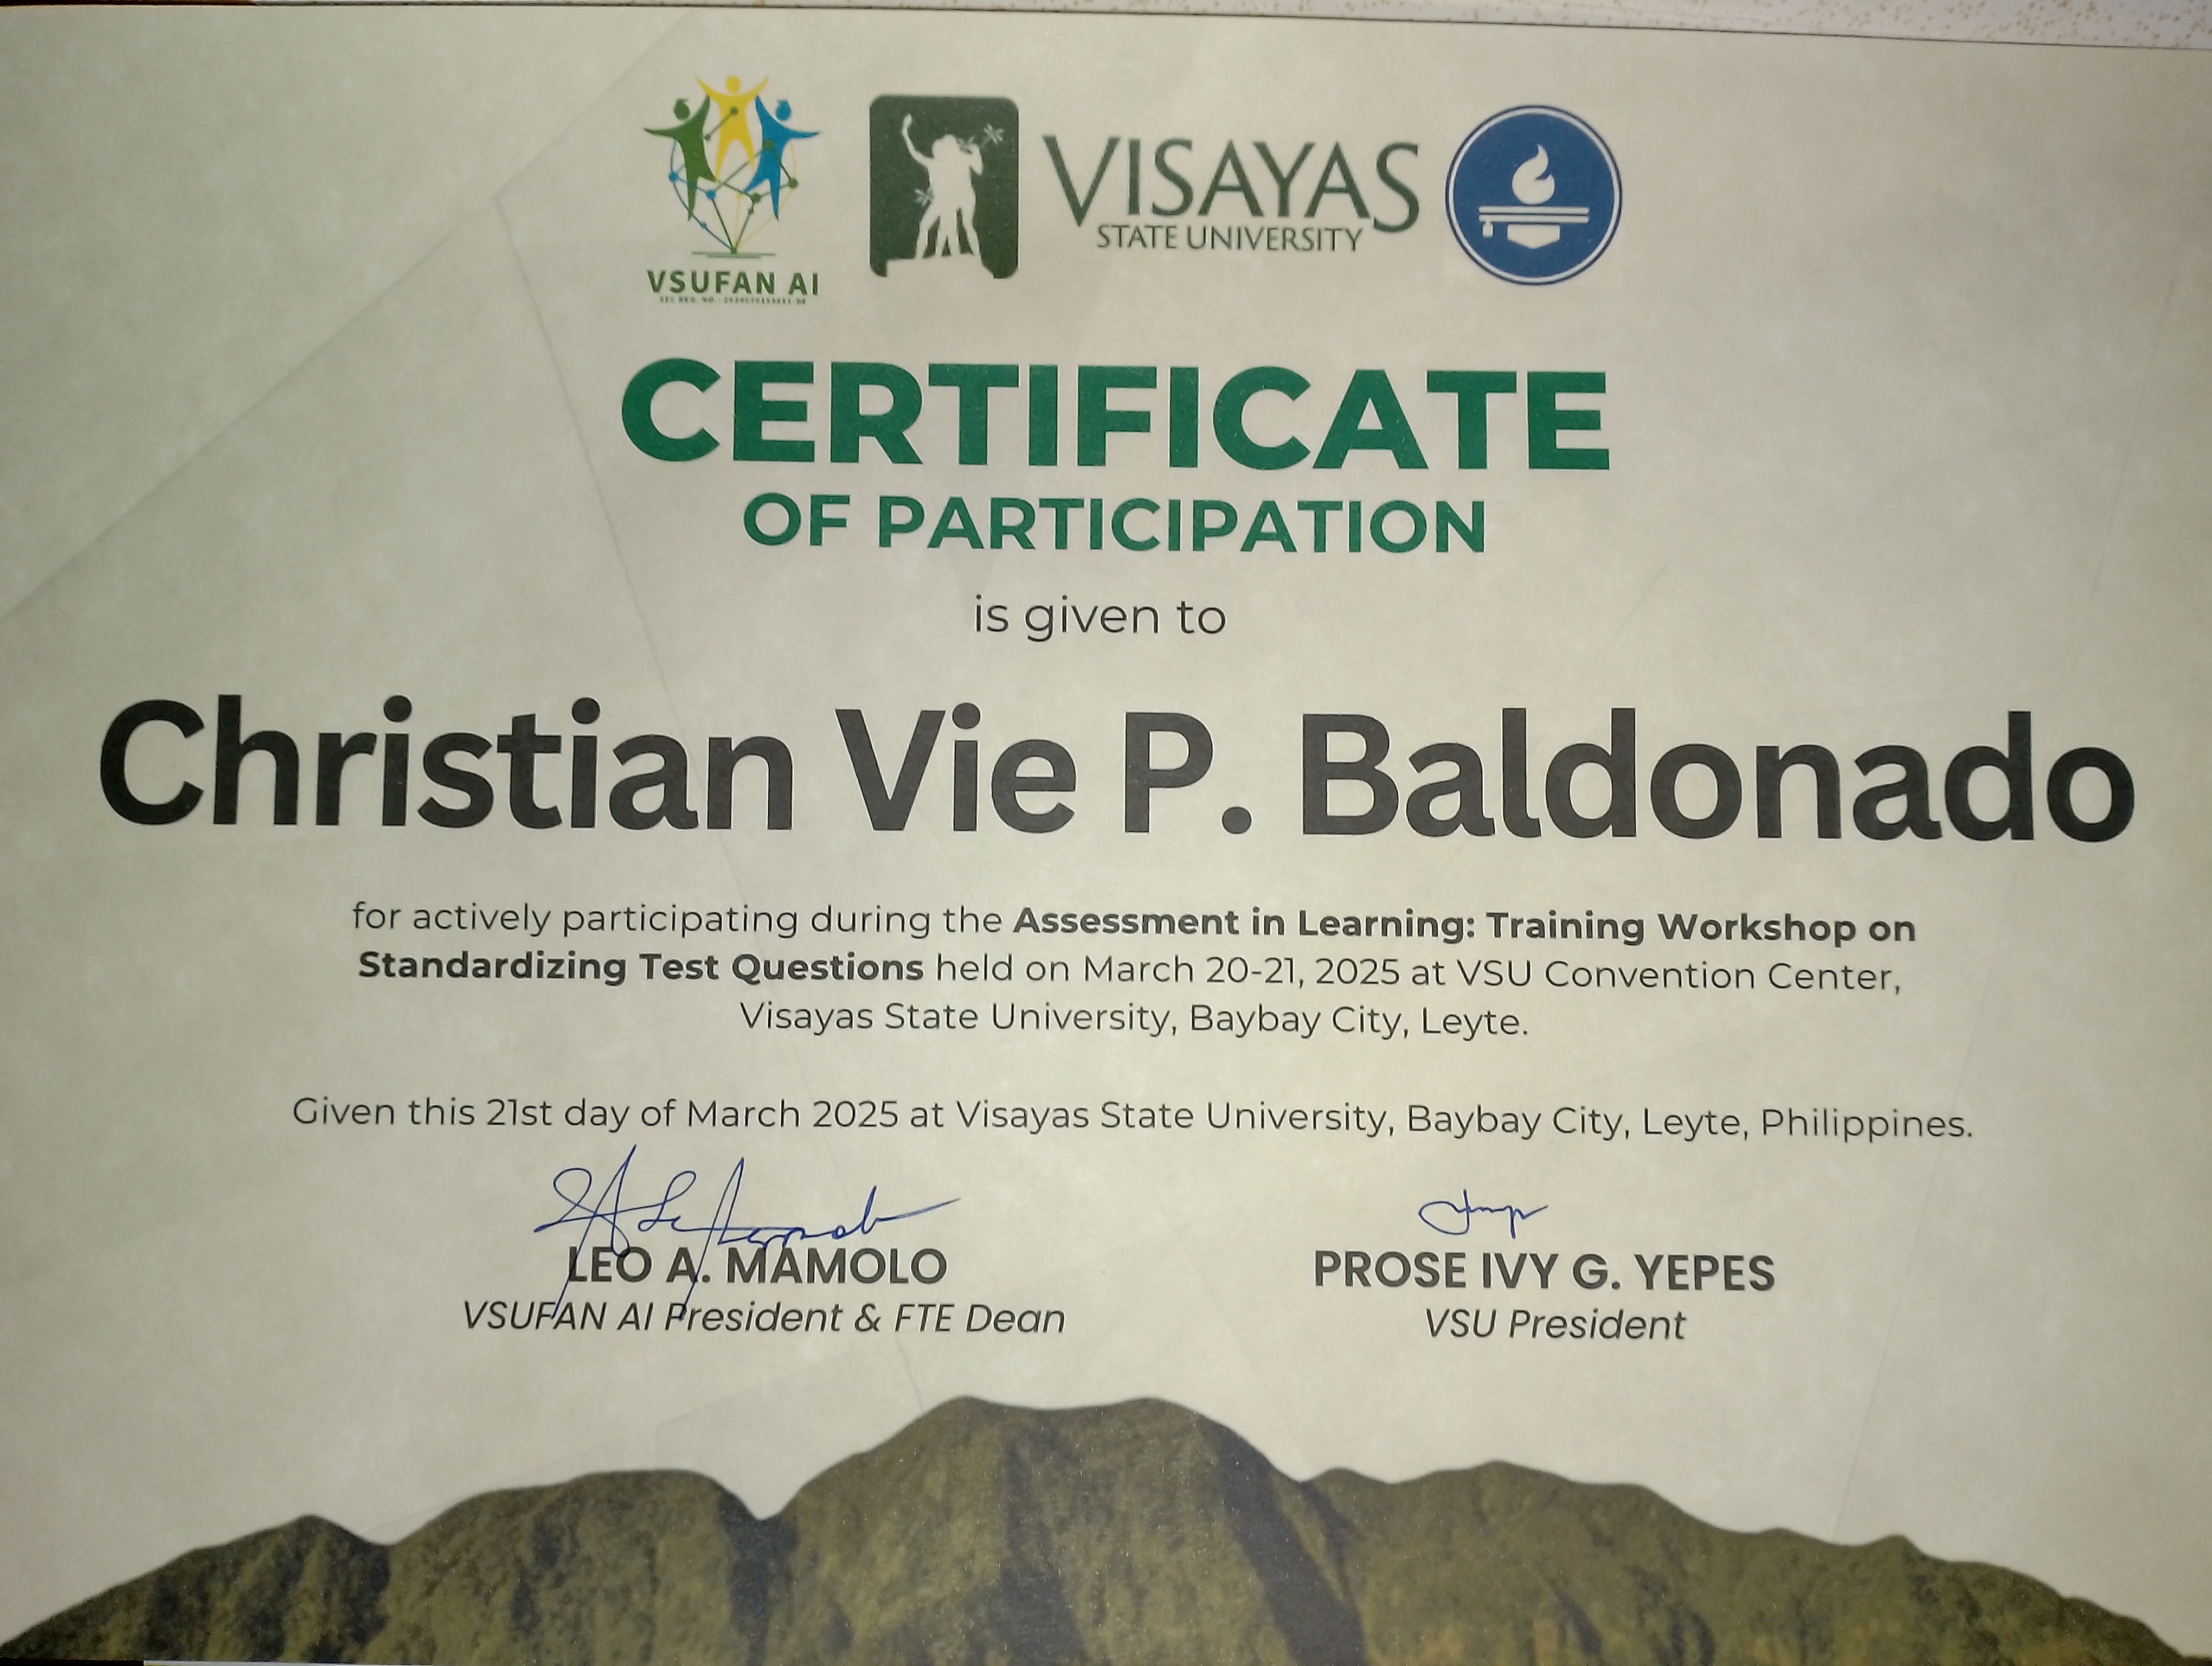 VSUFAN AI
VISAYAS
STATE UNIVERSITY
CERTIFICATE
OF PARTICIPATION
is given to
Christian Vie P. Baldonado
for actively participating during the Assessment in Learning: Training Workshop on
Standardizing Test Questions held on March 20-21, 2025 at VSU Convention Center,
Visayas State University, Baybay City, Leyte.
Given this 21st day of March 2025 at Visayas State University, Baybay City, Leyte, Philippines.
LEO A. MAMOLO
VSUFAN AI President & FTE Dean
PROSE IVY G. YEPES
VSU President